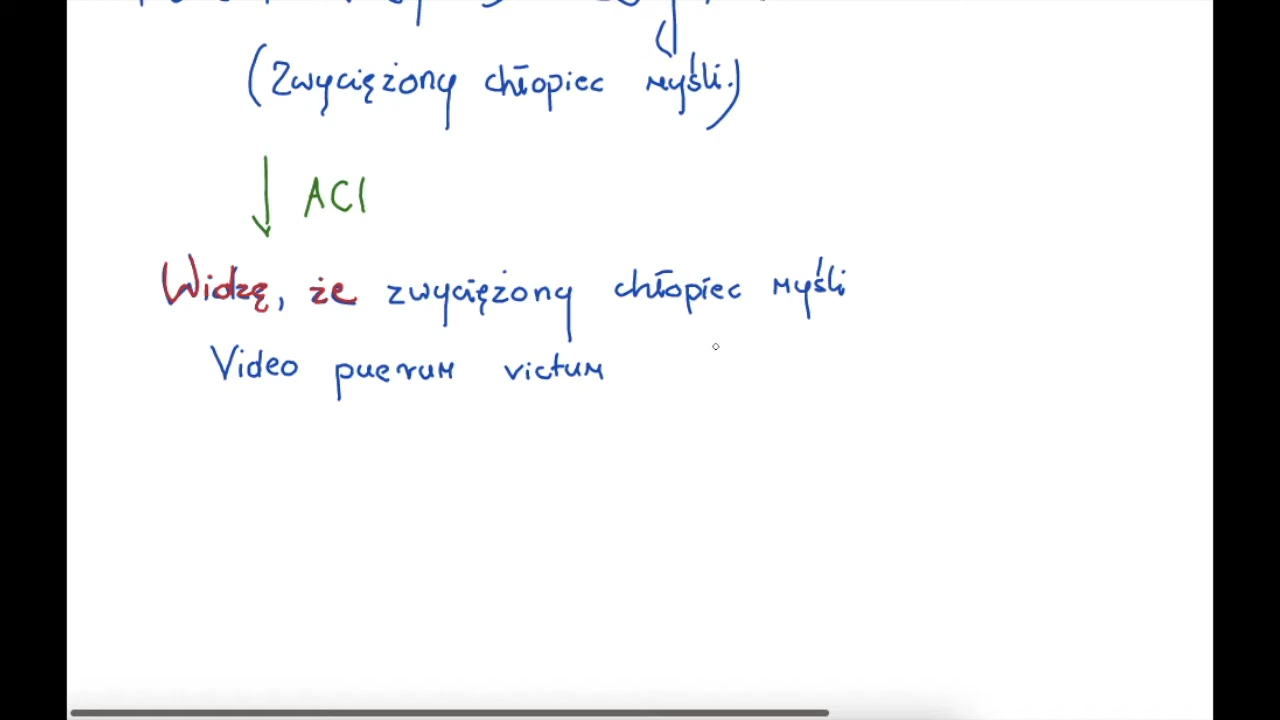 (Zwyciężony chłopiec myśli.)
ACI
Widzę, że zwyciężony chłopiec myśli
Video puerum victum